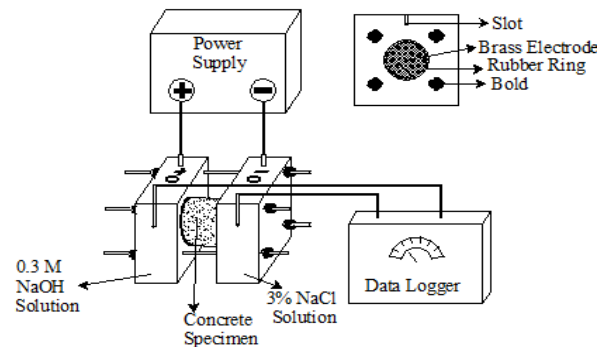 Power
Supply
Slot
Brass Electrode
Rubber Ring
Bold
0.3 M
NaOH
Solution
Concrete
Specimen
3% NaCl
Solution
Data Logger